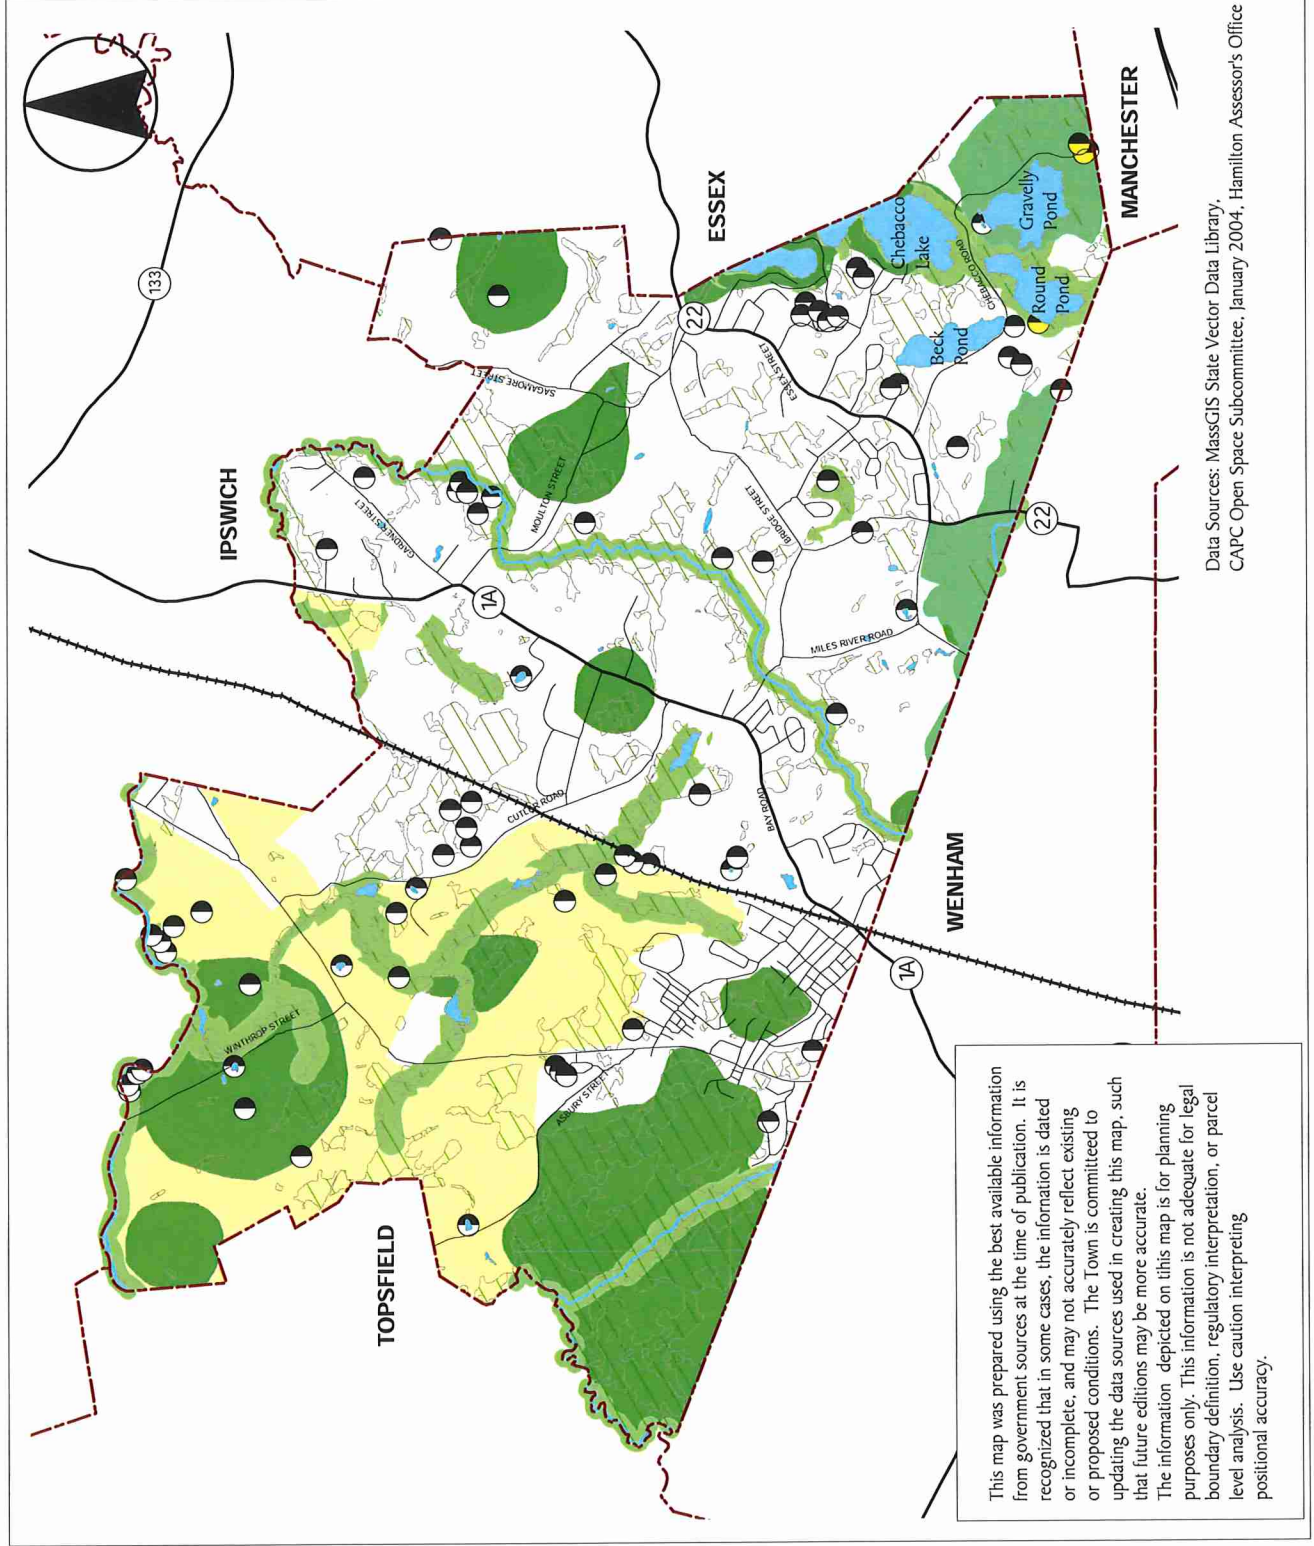 133
IPSWICH
ESSEX
MANCHESTER
WENHAM
TOPSFIELD
SAGAMORE STREET
MOULTON STREET
GARDNER STREET
1A
22
ESSEX STREET
BRIDGE STREET
MILES RIVER ROAD
CUTLER ROAD
BAY ROAD
WINTHROP STREET
ASBURY STREET
1A
22
CHEBACCO ROAD
Chebacco
Lake
Gravelly
Pond
Round
Pond
Beck
Pond
This map was prepared using the best available information
from government sources at the time of publication. It is
recognized that in some cases, the information is dated
or incomplete, and may not accurately reflect existing
or proposed conditions. The Town is committeed to
updating the data sources used in creating this map, such
that future editions may be more accurate.
The information depicted on thiis map is for planning
purposes only. This information is not adequate for legal
boundary definition, regulatory interpretation, or parcel
level analysis. Use caution interpreting
positional accuracy.
Data Sources: MassGIS State Vector Data Library,
CAPC Open Space Subcommittee, January 2004, Hamilton Assessor's Office